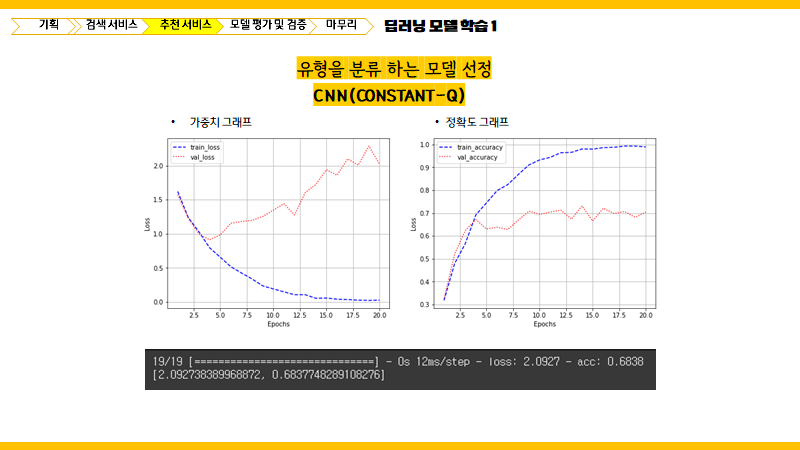 기획
검색 서비스
추천 서비스
모델 평가 및 검증
마무리
딥러닝 모델 학습 1
유형을 분류 하는 모델 선정
CNN(CONSTANT-Q)
• 가중치 그래프
train_loss
val_loss
2.0
1.5
1.0
0.5
0.0
Loss
2.5 5.0 7.5 10.0 12.5 15.0 17.5 20.0
Epochs
• 정확도 그래프
train_accuracy
val_accuracy
1.0
0.9
0.8
0.7
0.6
0.5
0.4
0.3
Loss
2.5 5.0 7.5 10.0 12.5 15.0 17.5 20.0
Epochs
19/19 [==============================] - 0s 12ms/step - loss: 2.0927 - acc: 0.6838
[2.092738389968872, 0.6837748289108276]